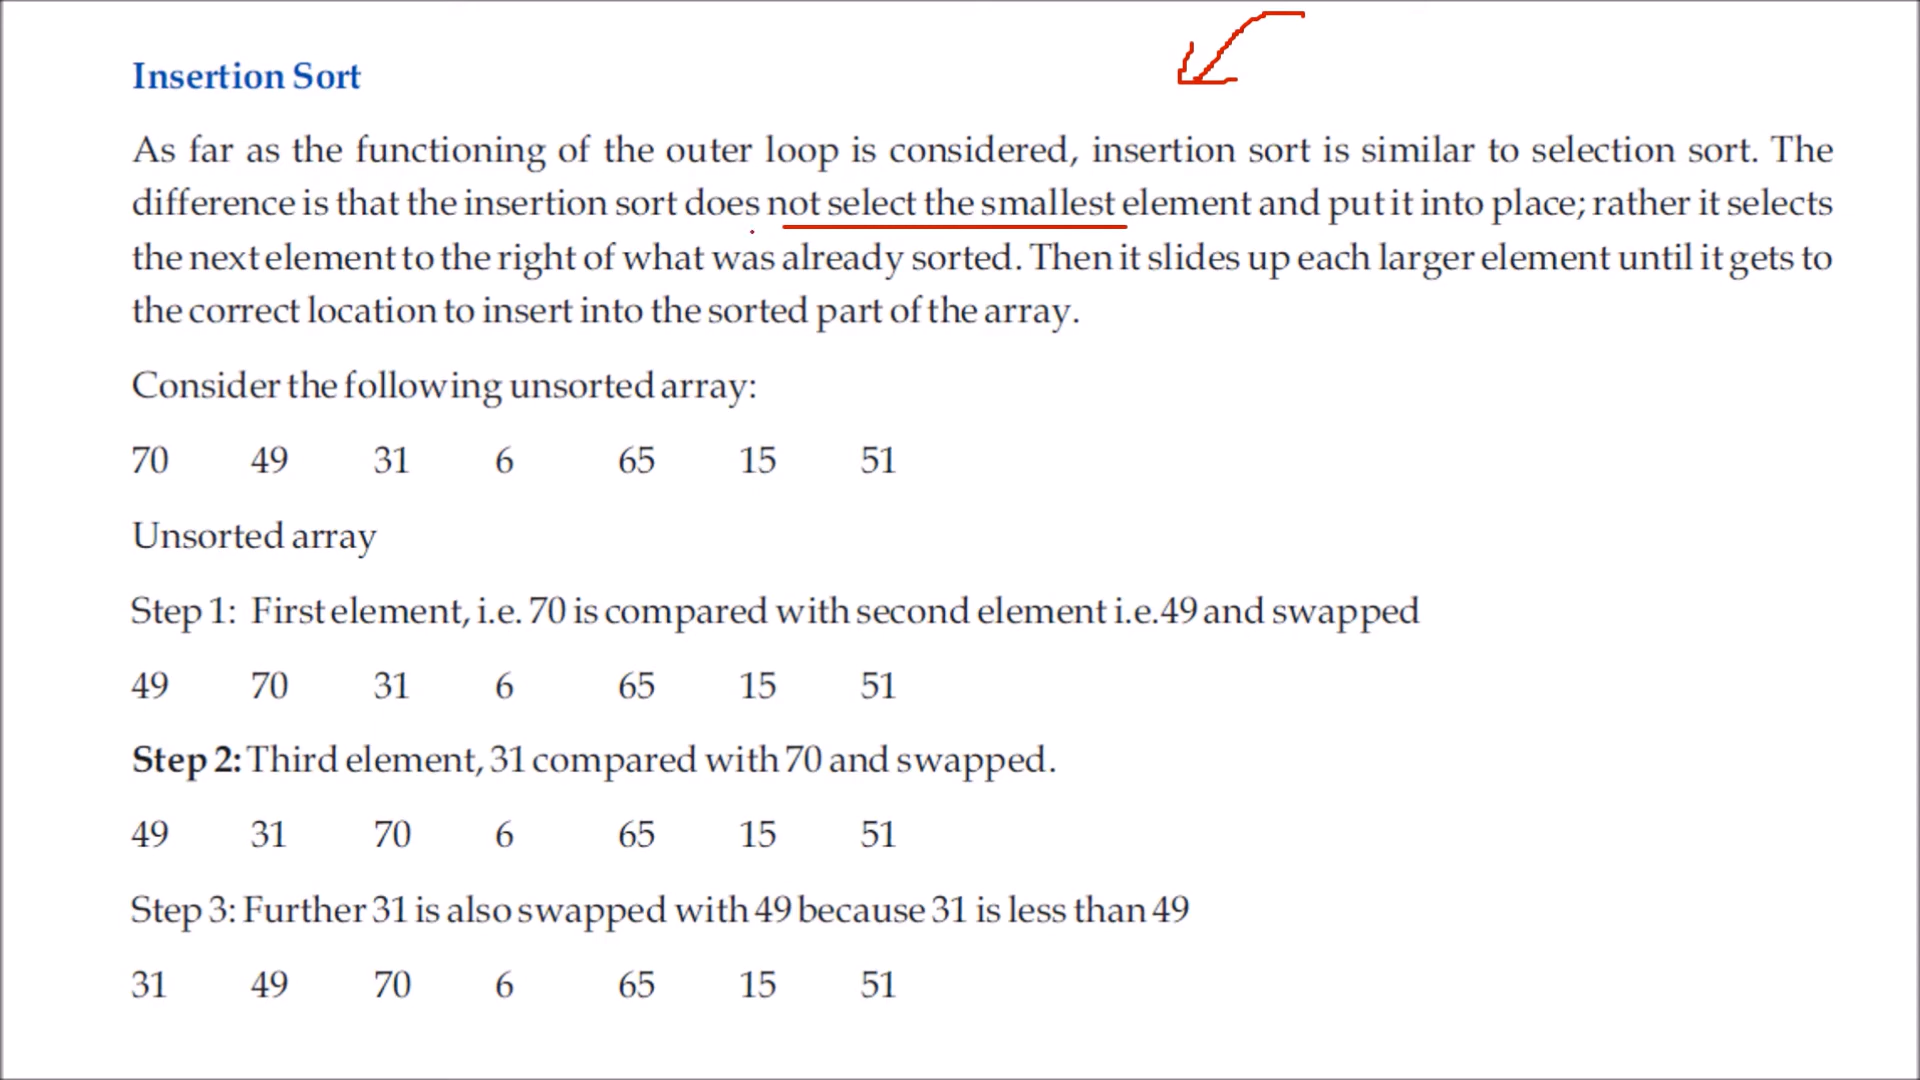 Insertion Sort
As far as the functioning of the outer loop is considered, insertion sort is similar to selection sort. The
difference is that the insertion sort does not select the smallest element and put it into place; rather it selects
the next element to the right of what was already sorted. Then it slides up each larger element until it gets to
the correct location to insert into the sorted part of the array.
Consider the following unsorted array:
70 49 31 6 65 15 51
Unsorted array
Step 1: First element, i.e. 70 is compared with second element i.e.49 and swapped
49 70 31 6 65 15 51
Step 2: Third element, 31 compared with 70 and swapped.
49 31 70 6 65 15 51
Step 3: Further 31 is also swapped with 49 because 31 is less than 49
31 49 70 6 65 15 51